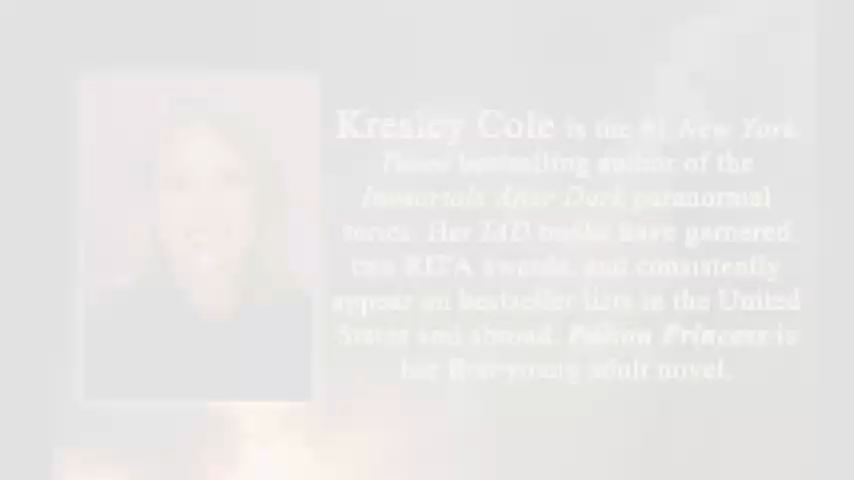 Kresley Cole is the #1 New York
Times bestselling author of the
Immortals After Dark paranormal
series. Her IAD books have garnered
two RITA awards, and consistently
appear on bestseller lists in the United
States and abroad. Poison Princess is
her first young adult novel.